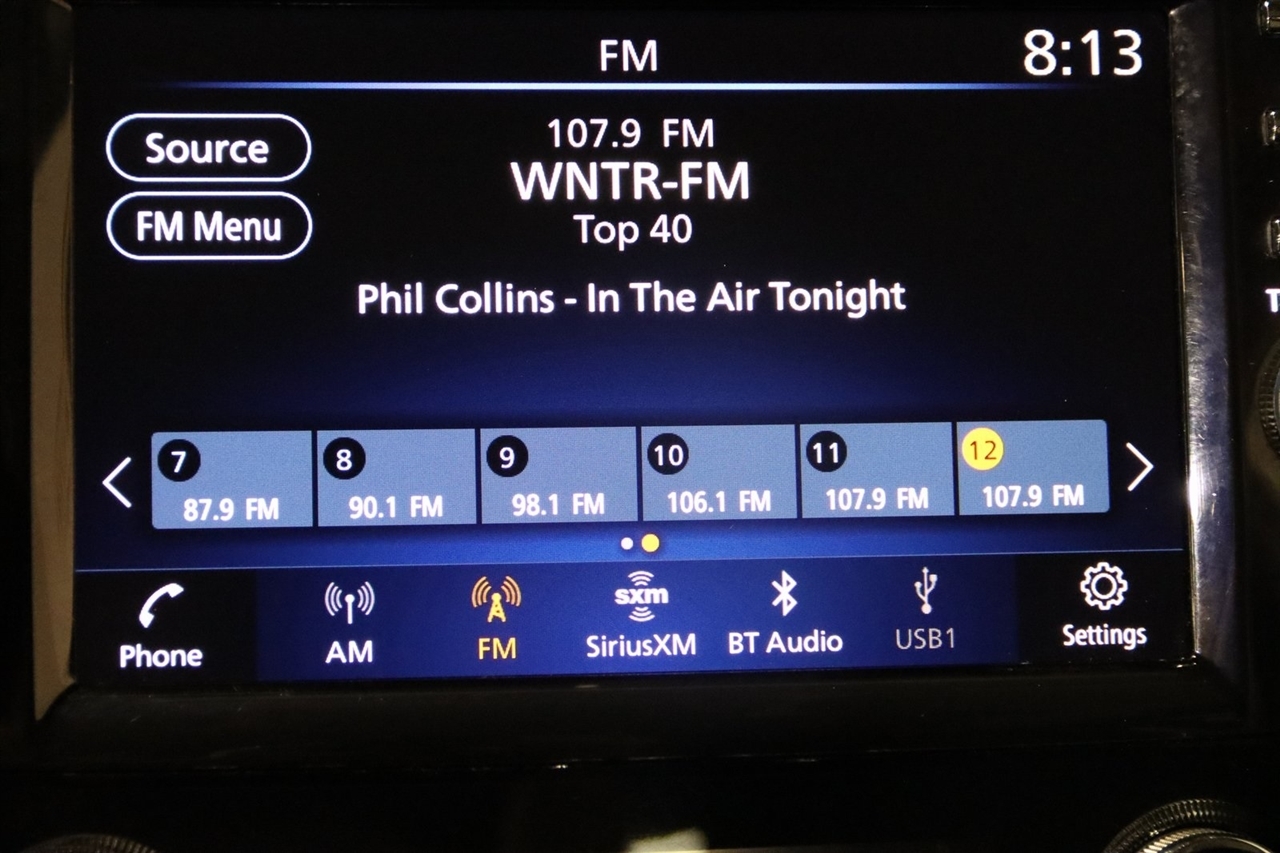 FM
8:13
Source
FM Menu
107.9 FM
WNTR-FM
Top 40
Phil Collins - In The Air Tonight
7
8
9
10
11
12
87.9 FM
90.1 FM
98.1 FM
106.1 FM
107.9 FM
107.9 FM
sxm
Phone
AM
FM
SiriusXM
BT Audio
USB1
Settings